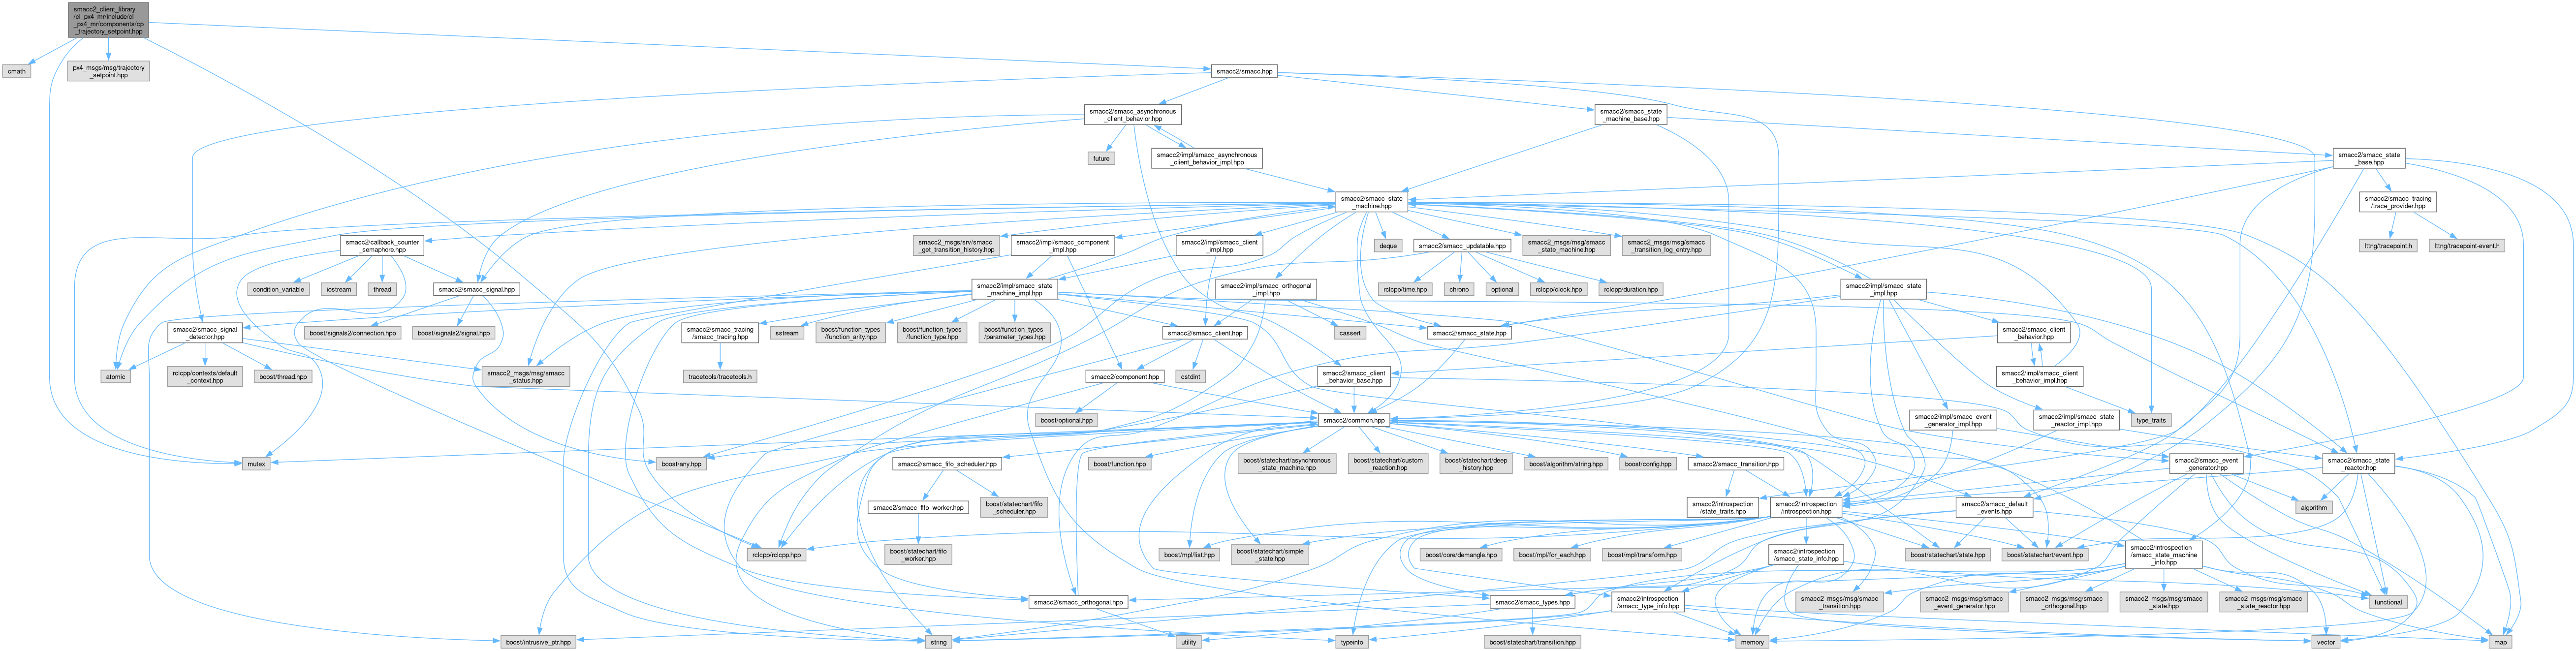 smacc2_client_library
/cl_px4_mr/include/cl
_px4_mr/components/cp
_trajectory_setpoint.hpp
cmath
px4_msgs/msg/trajectory
_setpoint.hpp
smacc2/smacc.hpp
smacc2/smacc_asynchronous
_client_behavior.hpp
smacc2/smacc_state
_machine_base.hpp
future
smacc2/impl/smacc_asynchronous
_client_behavior_impl.hpp
smacc2/smacc_state
_base.hpp
smacc2/smacc_state
_machine.hpp
smacc2/smacc_tracing
/trace_provider.hpp
smacc2/callback_counter
_semaphore.hpp
smacc2_msgs/srv/smacc
_get_transition_history.hpp
smacc2/impl/smacc_component
_impl.hpp
smacc2/impl/smacc_client
_impl.hpp
deque
smacc2/smacc_updatable.hpp
smacc2_msgs/msg/smacc
_state_machine.hpp
smacc2_msgs/msg/smacc
_transition_log_entry.hpp
lttng/tracepoint.h
lttng/tracepoint-event.h
condition_variable
iostream
thread
smacc2/smacc_signal.hpp
smacc2/impl/smacc_state
_machine_impl.hpp
smacc2/impl/smacc_orthogonal
_impl.hpp
rclcpp/time.hpp
chrono
optional
rclcpp/clock.hpp
rclcpp/duration.hpp
smacc2/impl/smacc_state
_impl.hpp
smacc2/smacc_signal
_detector.hpp
boost/signals2/connection.hpp
boost/signals2/signal.hpp
smacc2/smacc_tracing
/smacc_tracing.hpp
sstream
boost/function_types
/function_arity.hpp
boost/function_types
/function_type.hpp
boost/function_types
/parameter_types.hpp
smacc2/smacc_client.hpp
cassert
smacc2/smacc_state.hpp
smacc2/smacc_client
_behavior.hpp
atomic
rclcpp/contexts/default
_context.hpp
boost/thread.hpp
smacc2_msgs/msg/smacc
_status.hpp
tracetools/tracetools.h
smacc2/component.hpp
cstdint
smacc2/smacc_client
_behavior_base.hpp
smacc2/impl/smacc_client
_behavior_impl.hpp
boost/optional.hpp
smacc2/common.hpp
smacc2/impl/smacc_event
_generator_impl.hpp
smacc2/impl/smacc_state
_reactor_impl.hpp
type_traits
mutex
boost/any.hpp
smacc2/smacc_fifo_scheduler.hpp
boost/function.hpp
boost/statechart/asynchronous
_state_machine.hpp
boost/statechart/custom
_reaction.hpp
boost/statechart/deep
_history.hpp
boost/algorithm/string.hpp
boost/config.hpp
smacc2/smacc_transition.hpp
smacc2/smacc_event
_generator.hpp
smacc2/smacc_state
_reactor.hpp
smacc2/smacc_fifo_worker.hpp
boost/statechart/fifo
_scheduler.hpp
smacc2/introspection
/state_traits.hpp
smacc2/introspection
/introspection.hpp
smacc2/smacc_default
_events.hpp
algorithm
rclcpp/rclcpp.hpp
boost/statechart/fifo
_worker.hpp
boost/mpl/list.hpp
boost/statechart/simple
_state.hpp
boost/core/demangle.hpp
boost/mpl/for_each.hpp
boost/mpl/transform.hpp
smacc2/introspection
/smacc_state_info.hpp
boost/statechart/state.hpp
boost/statechart/event.hpp
smacc2/introspection
/smacc_state_machine
_info.hpp
smacc2/smacc_orthogonal.hpp
smacc2/smacc_types.hpp
smacc2/introspection
/smacc_type_info.hpp
smacc2_msgs/msg/smacc
_transition.hpp
smacc2_msgs/msg/smacc
_event_generator.hpp
smacc2_msgs/msg/smacc
_orthogonal.hpp
smacc2_msgs/msg/smacc
_state.hpp
smacc2_msgs/msg/smacc
_state_reactor.hpp
functional
boost/intrusive_ptr.hpp
string
utility
boost/statechart/transition.hpp
typeinfo
memory
vector
map